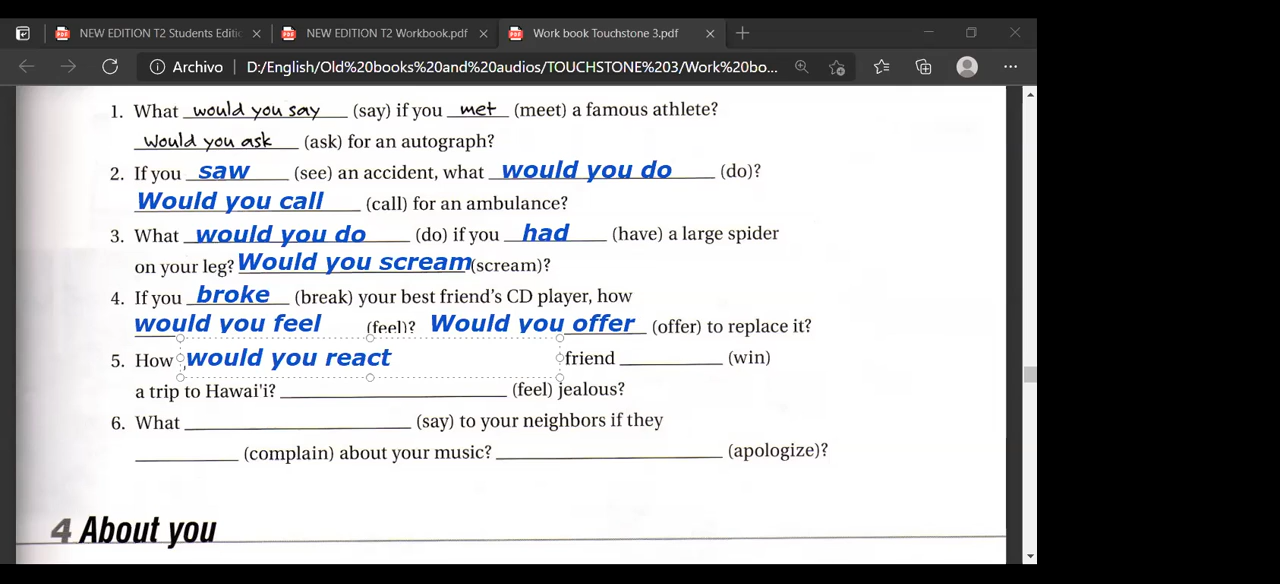 NEW EDITION T2 Students Editi
NEW EDITION T2 Workbook.pdf
Work book Touchstone 3.pdf
Archivo D:/English/Old%20books%20and%20audios/TOUCHSTONE%203/Work%20bo...
1. What would you say (say) if you met (meet) a famous athlete?
Would you ask (ask) for an autograph?
2. If you saw (see) an accident, what would you do (do)?
Would you call (call) for an ambulance?
3. What would you do (do) if you had (have) a large spider
on your leg? Would you scream (scream)?
4. If you broke (break) your best friend's CD player, how
would you feel (feel)? Would you offer (offer) to replace it?
5. How would you react friend (win)
a trip to Hawai'i? (feel) jealous?
6. What (say) to your neighbors if they
(complain) about your music? (apologize)?
4 About you